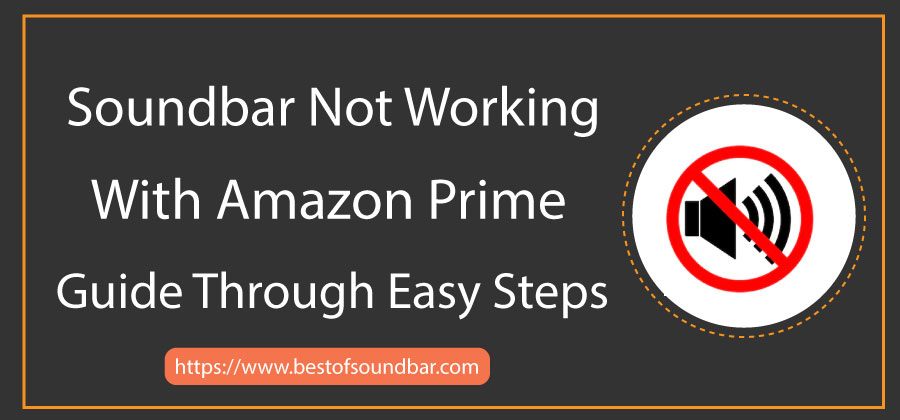 Soundbar Not Working
With Amazon Prime
Guide Through Easy Steps
https://www.bestofsoundbar.com